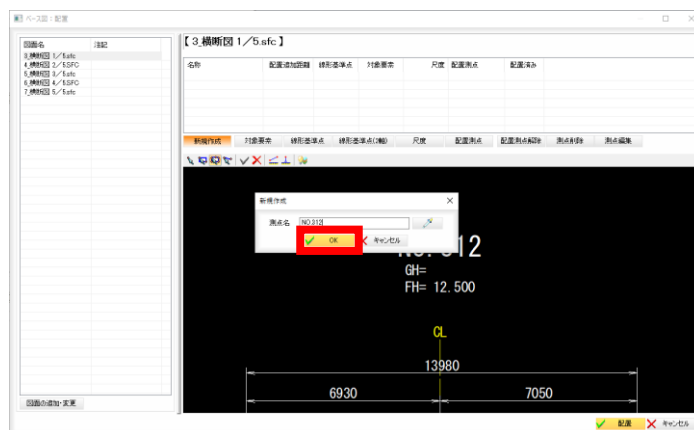 ベース図：配置
図面名 注記
3_横断図 1／5.sfc
4_横断図 2／5.SFC
5_横断図 3／5.sfc
6_横断図 4／5.SFC
7_横断図 5／5.sfc
図面の追加・変更
【 3_横断図 1／5.sfc 】
名称 配置追加距離 線形基準点 対象要素 尺度 配置測点 配置済み
新規作成 対象要素 線形基準点 線形基準点(2軸) 尺度 配置測点 配置測点解除 測点削除 測点編集
新規作成
測点名 NO.312
OK キャンセル
GH=
FH= 12.500
CL
13980
6930 7050
配置 キャンセル